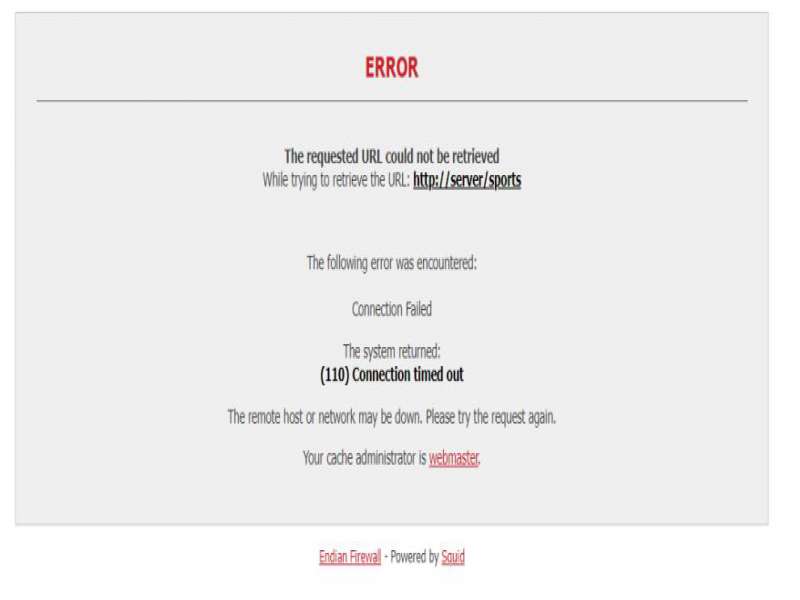 ERROR
The requested URL could not be retrieved
While trying to retrieve the URL: http://server/sports
The following error was encountered:
Connection Failed
The system returned:
(110) Connection timed out
The remote host or network may be down. Please try the request again.
Your cache administrator is webmaster.
Endian Firewall - Powered by Squid